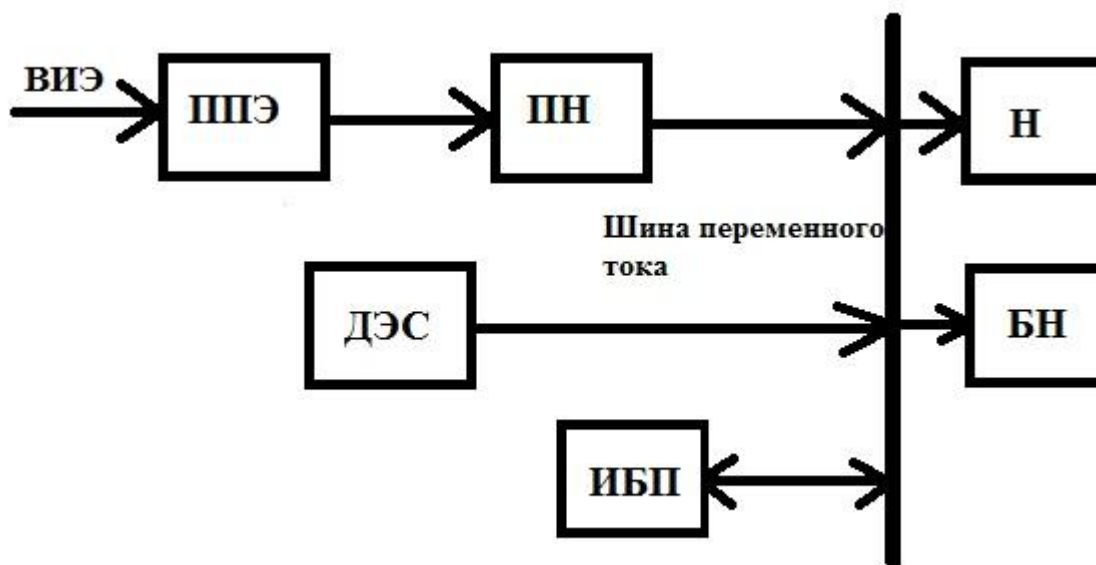 ВИЭ
ППЭ
ПН
Н
Шина переменного
тока
ДЭС
БН
ИБП